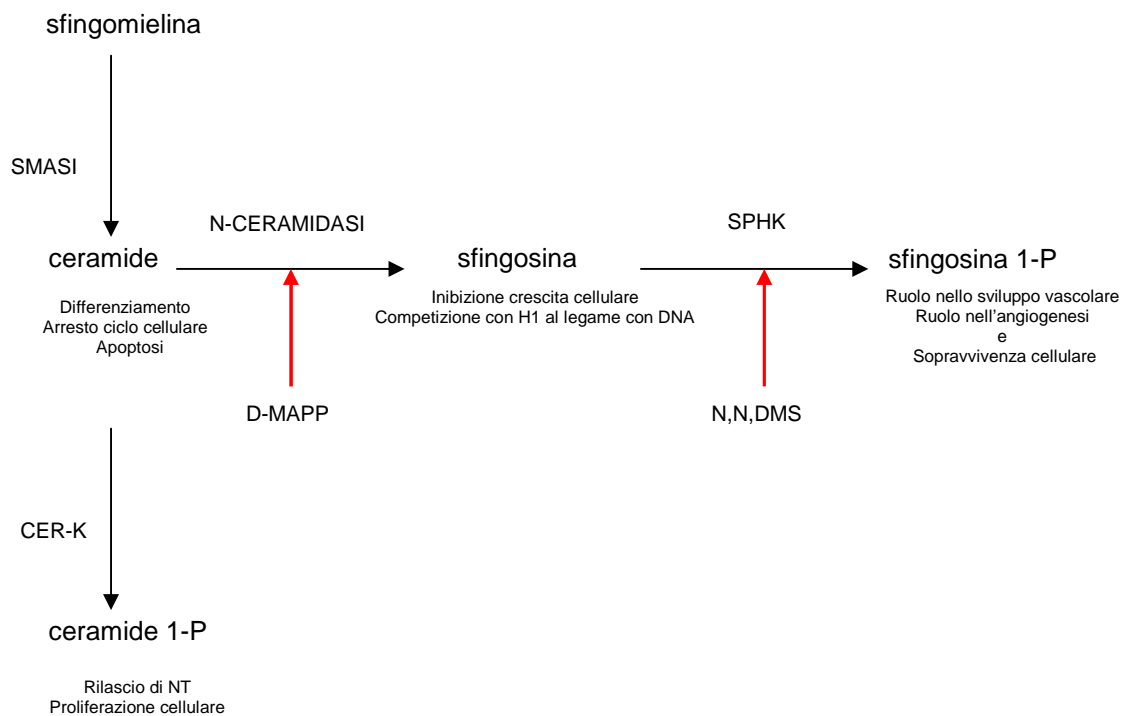 sfingomielina
SMASI
N-CERAMIDASI
SPHK
ceramide
sfingosina
sfingosina 1-P
Differenziamento
Arresto ciclo cellulare
Apoptosi
Inibizione crescita cellulare
Competizione con H1 al legame con DNA
Ruolo nello sviluppo vascolare
Ruolo nell'angiogenesi
e
Sopravvivenza cellulare
D-MAPP
N,N,DMS
CER-K
ceramide 1-P
Rilascio di NT
Proliferazione cellulare